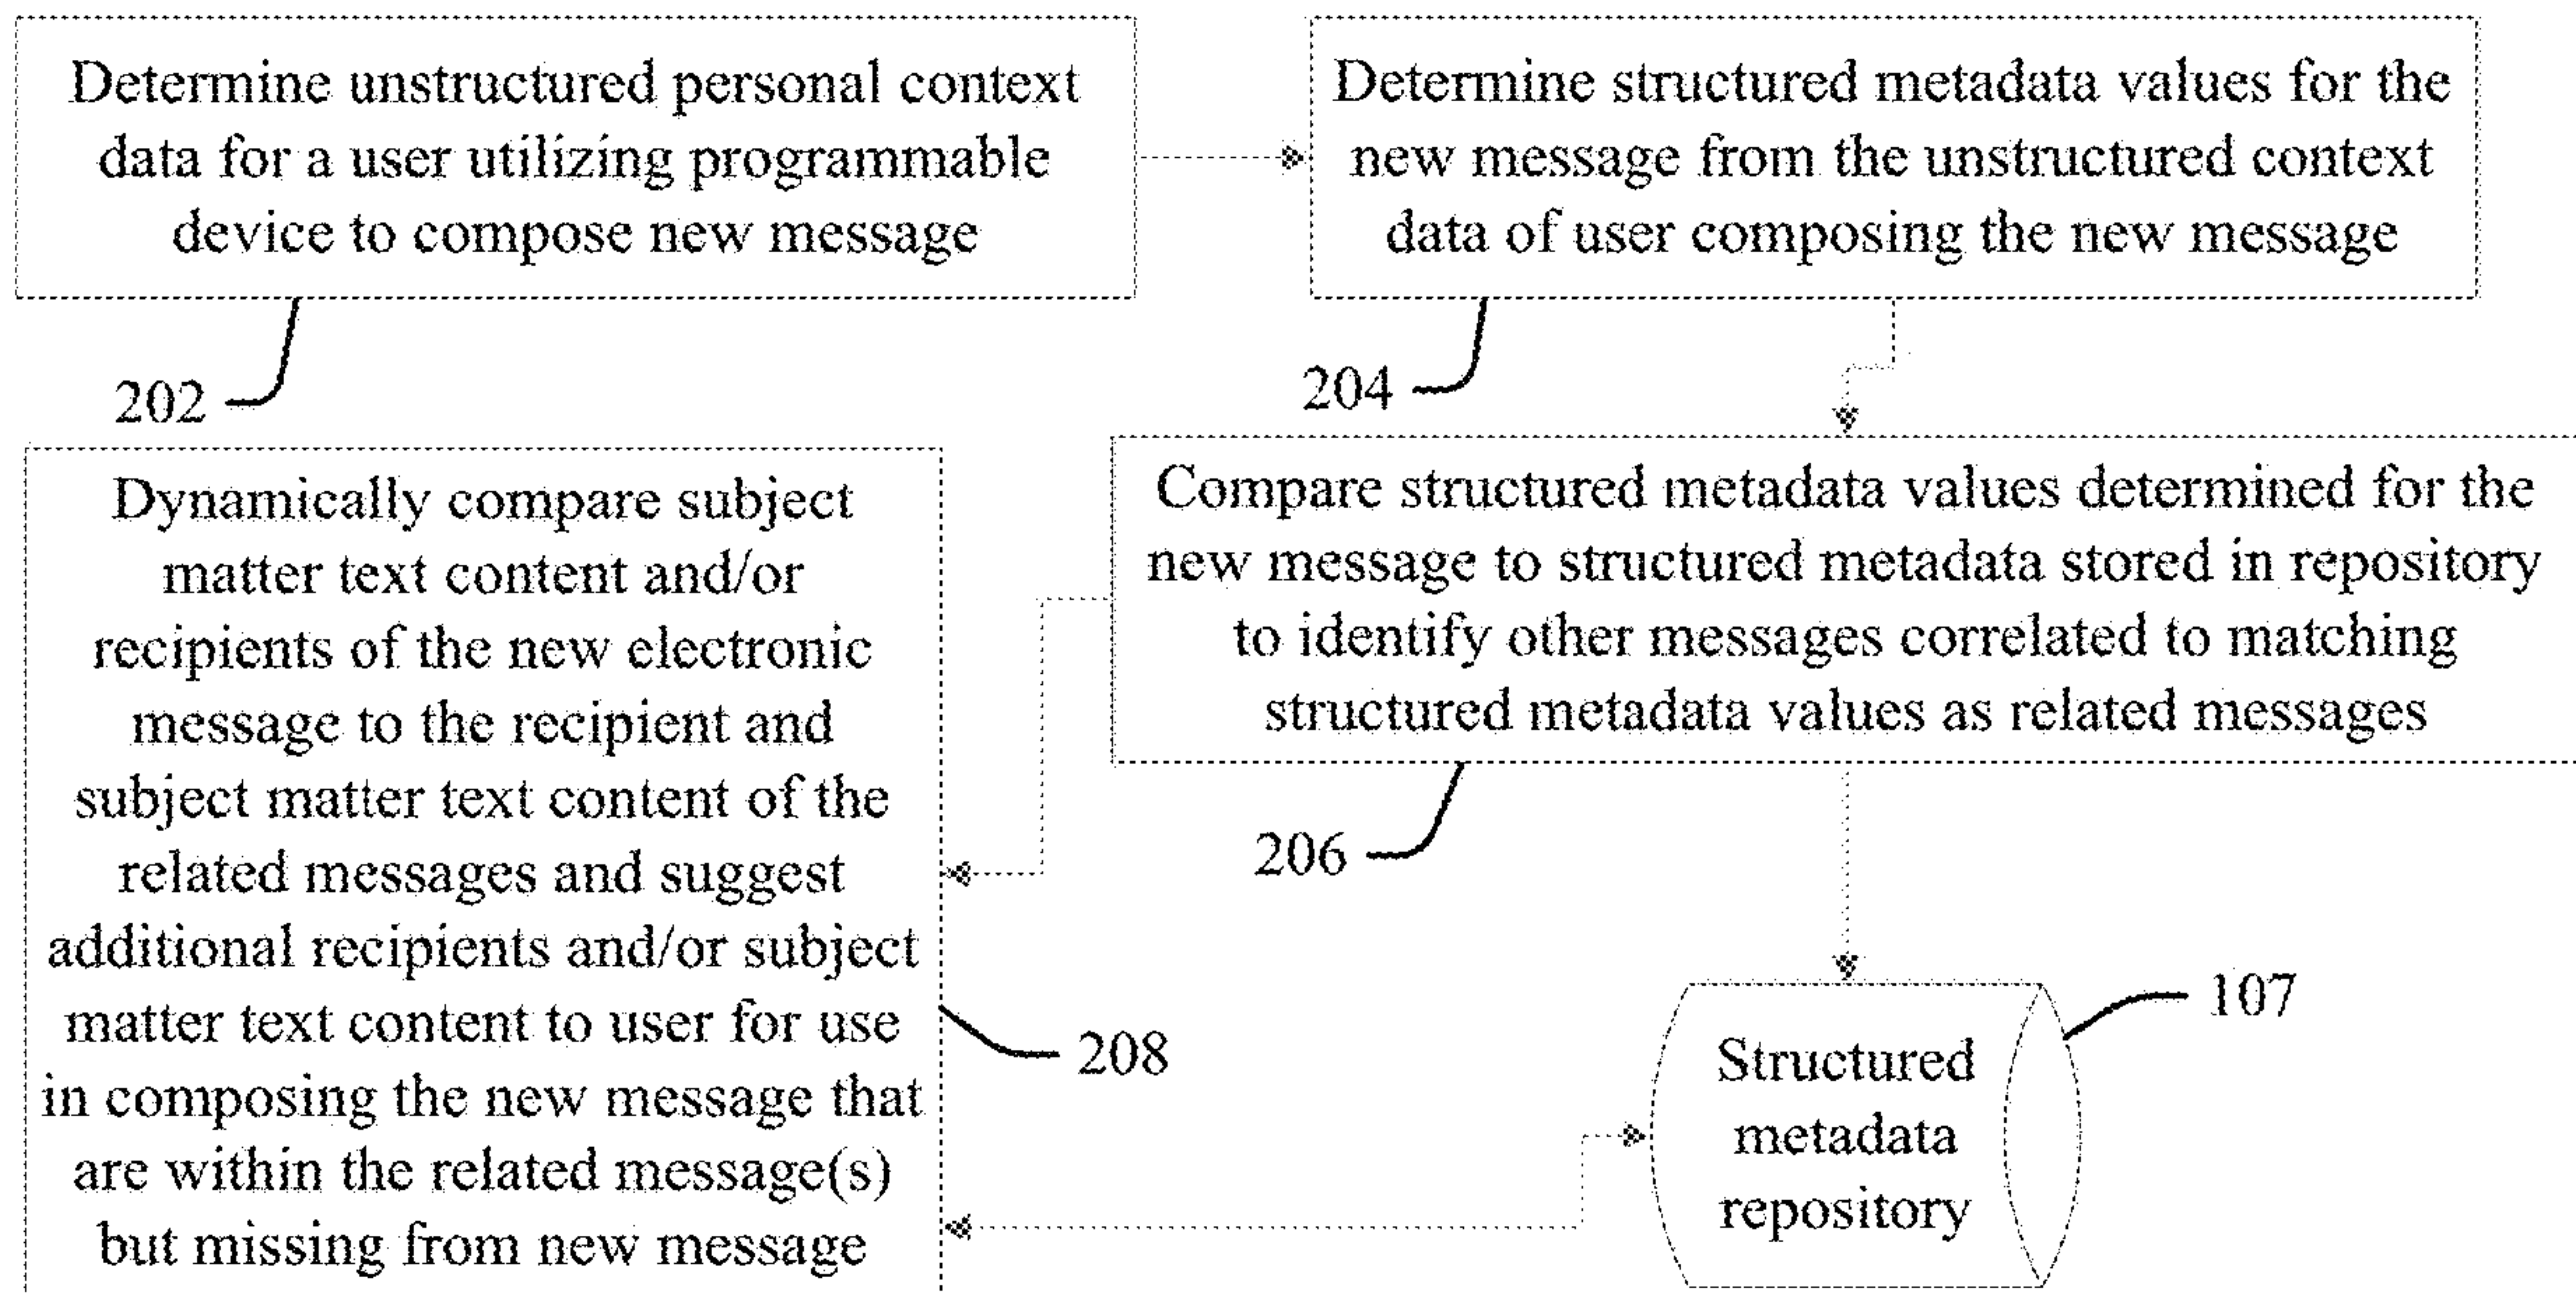 Determine unstructured personal context
data for a user utilizing programmable
device to compose new message
202
Determine structured metadata values for the
new message from the unstructured context
data of user composing the new message
204
Compare structured metadata values determined for the
new message to structured metadata stored in repository
to identify other messages correlated to matching
structured metadata values as related messages
206
Dynamically compare subject
matter text content and/or
recipients of the new electronic
message to the recipient and
subject matter text content of the
related messages and suggest
additional recipients and/or subject
matter text content to user for use
in composing the new message that
are within the related message(s)
but missing from new message
208
Structured
metadata
repository
107